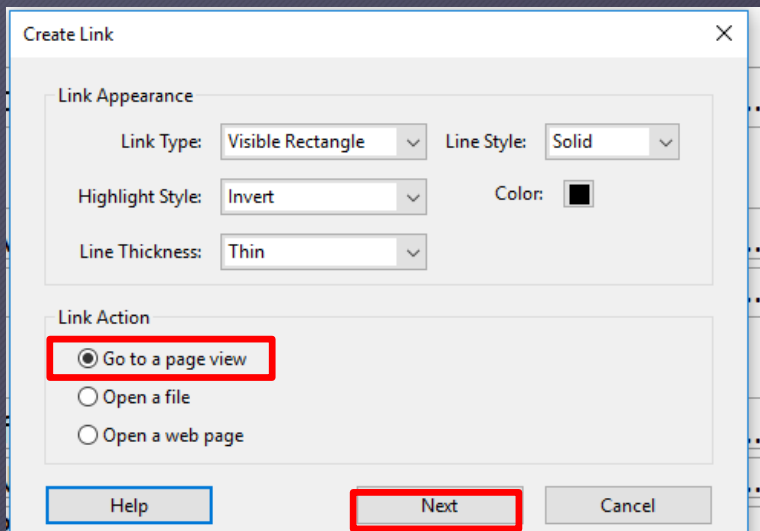 Create Link
Link Appearance
Link Type: Visible Rectangle Line Style: Solid
Highlight Style: Invert Color:
Line Thickness: Thin
Link Action
Go to a page view
Open a file
Open a web page
Help Next Cancel